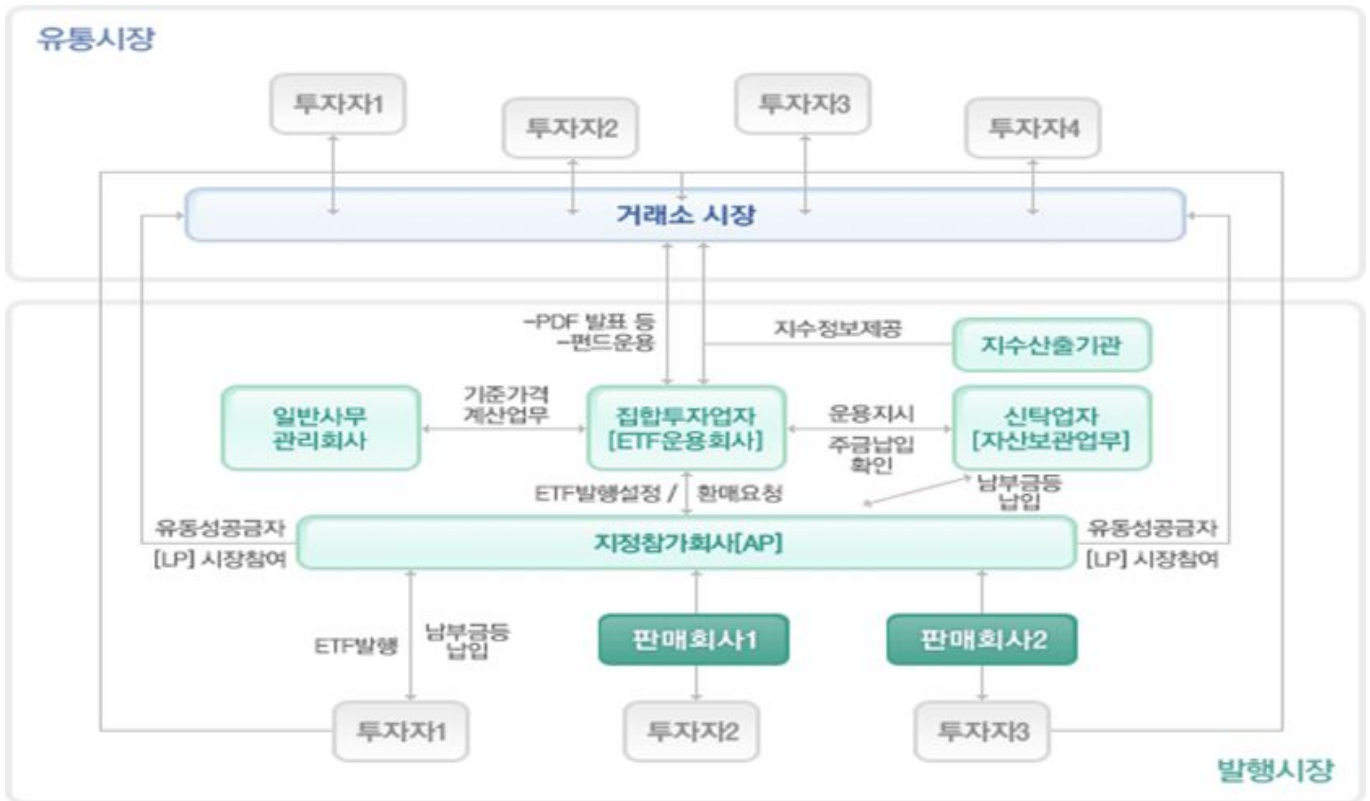 유통시장
투자자1
투자자2
투자자3
투자자4
거래소 시장
-PDF 발표 등
-펀드운용
지수정보제공
지수산출기관
일반사무
관리회사
기준가격
계산업무
집합투자업자
[ETF운용회사]
운용지시
주금납입
확인
신탁업자
[자산보관업무]
ETF발행설정 / 환매요청
남부금등
납입
유동성공급자
[LP] 시장참여
지정참가회사[AP]
유동성공급자
[LP] 시장참여
ETF발행
남부금등
납입
판매회사1
판매회사2
투자자1
투자자2
투자자3
발행시장